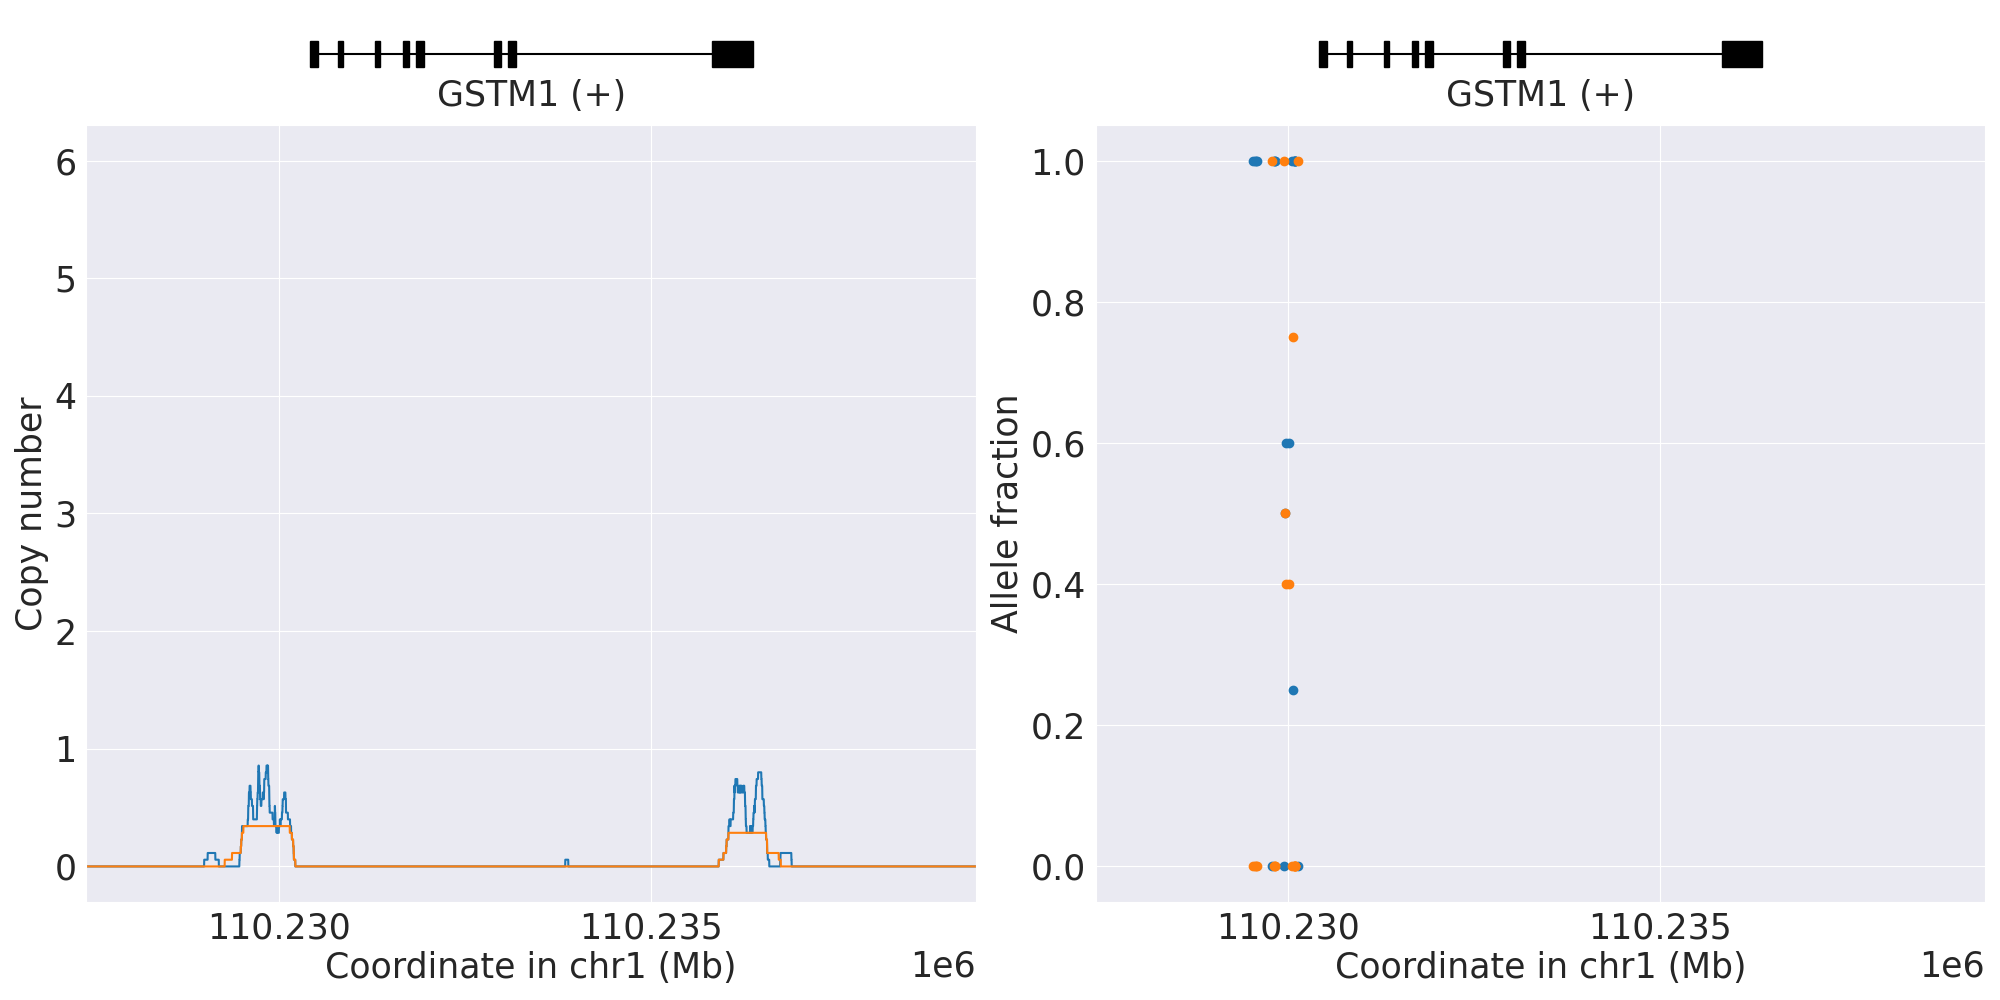 GSTM1 (+)
6
5
4
3
2
1
0
Copy number
110.230
110.235
Coordinate in chr1 (Mb)
1e6
GSTM1 (+)
1.0
0.8
0.6
0.4
0.2
0.0
Allele fraction
110.230
110.235
Coordinate in chr1 (Mb)
1e6